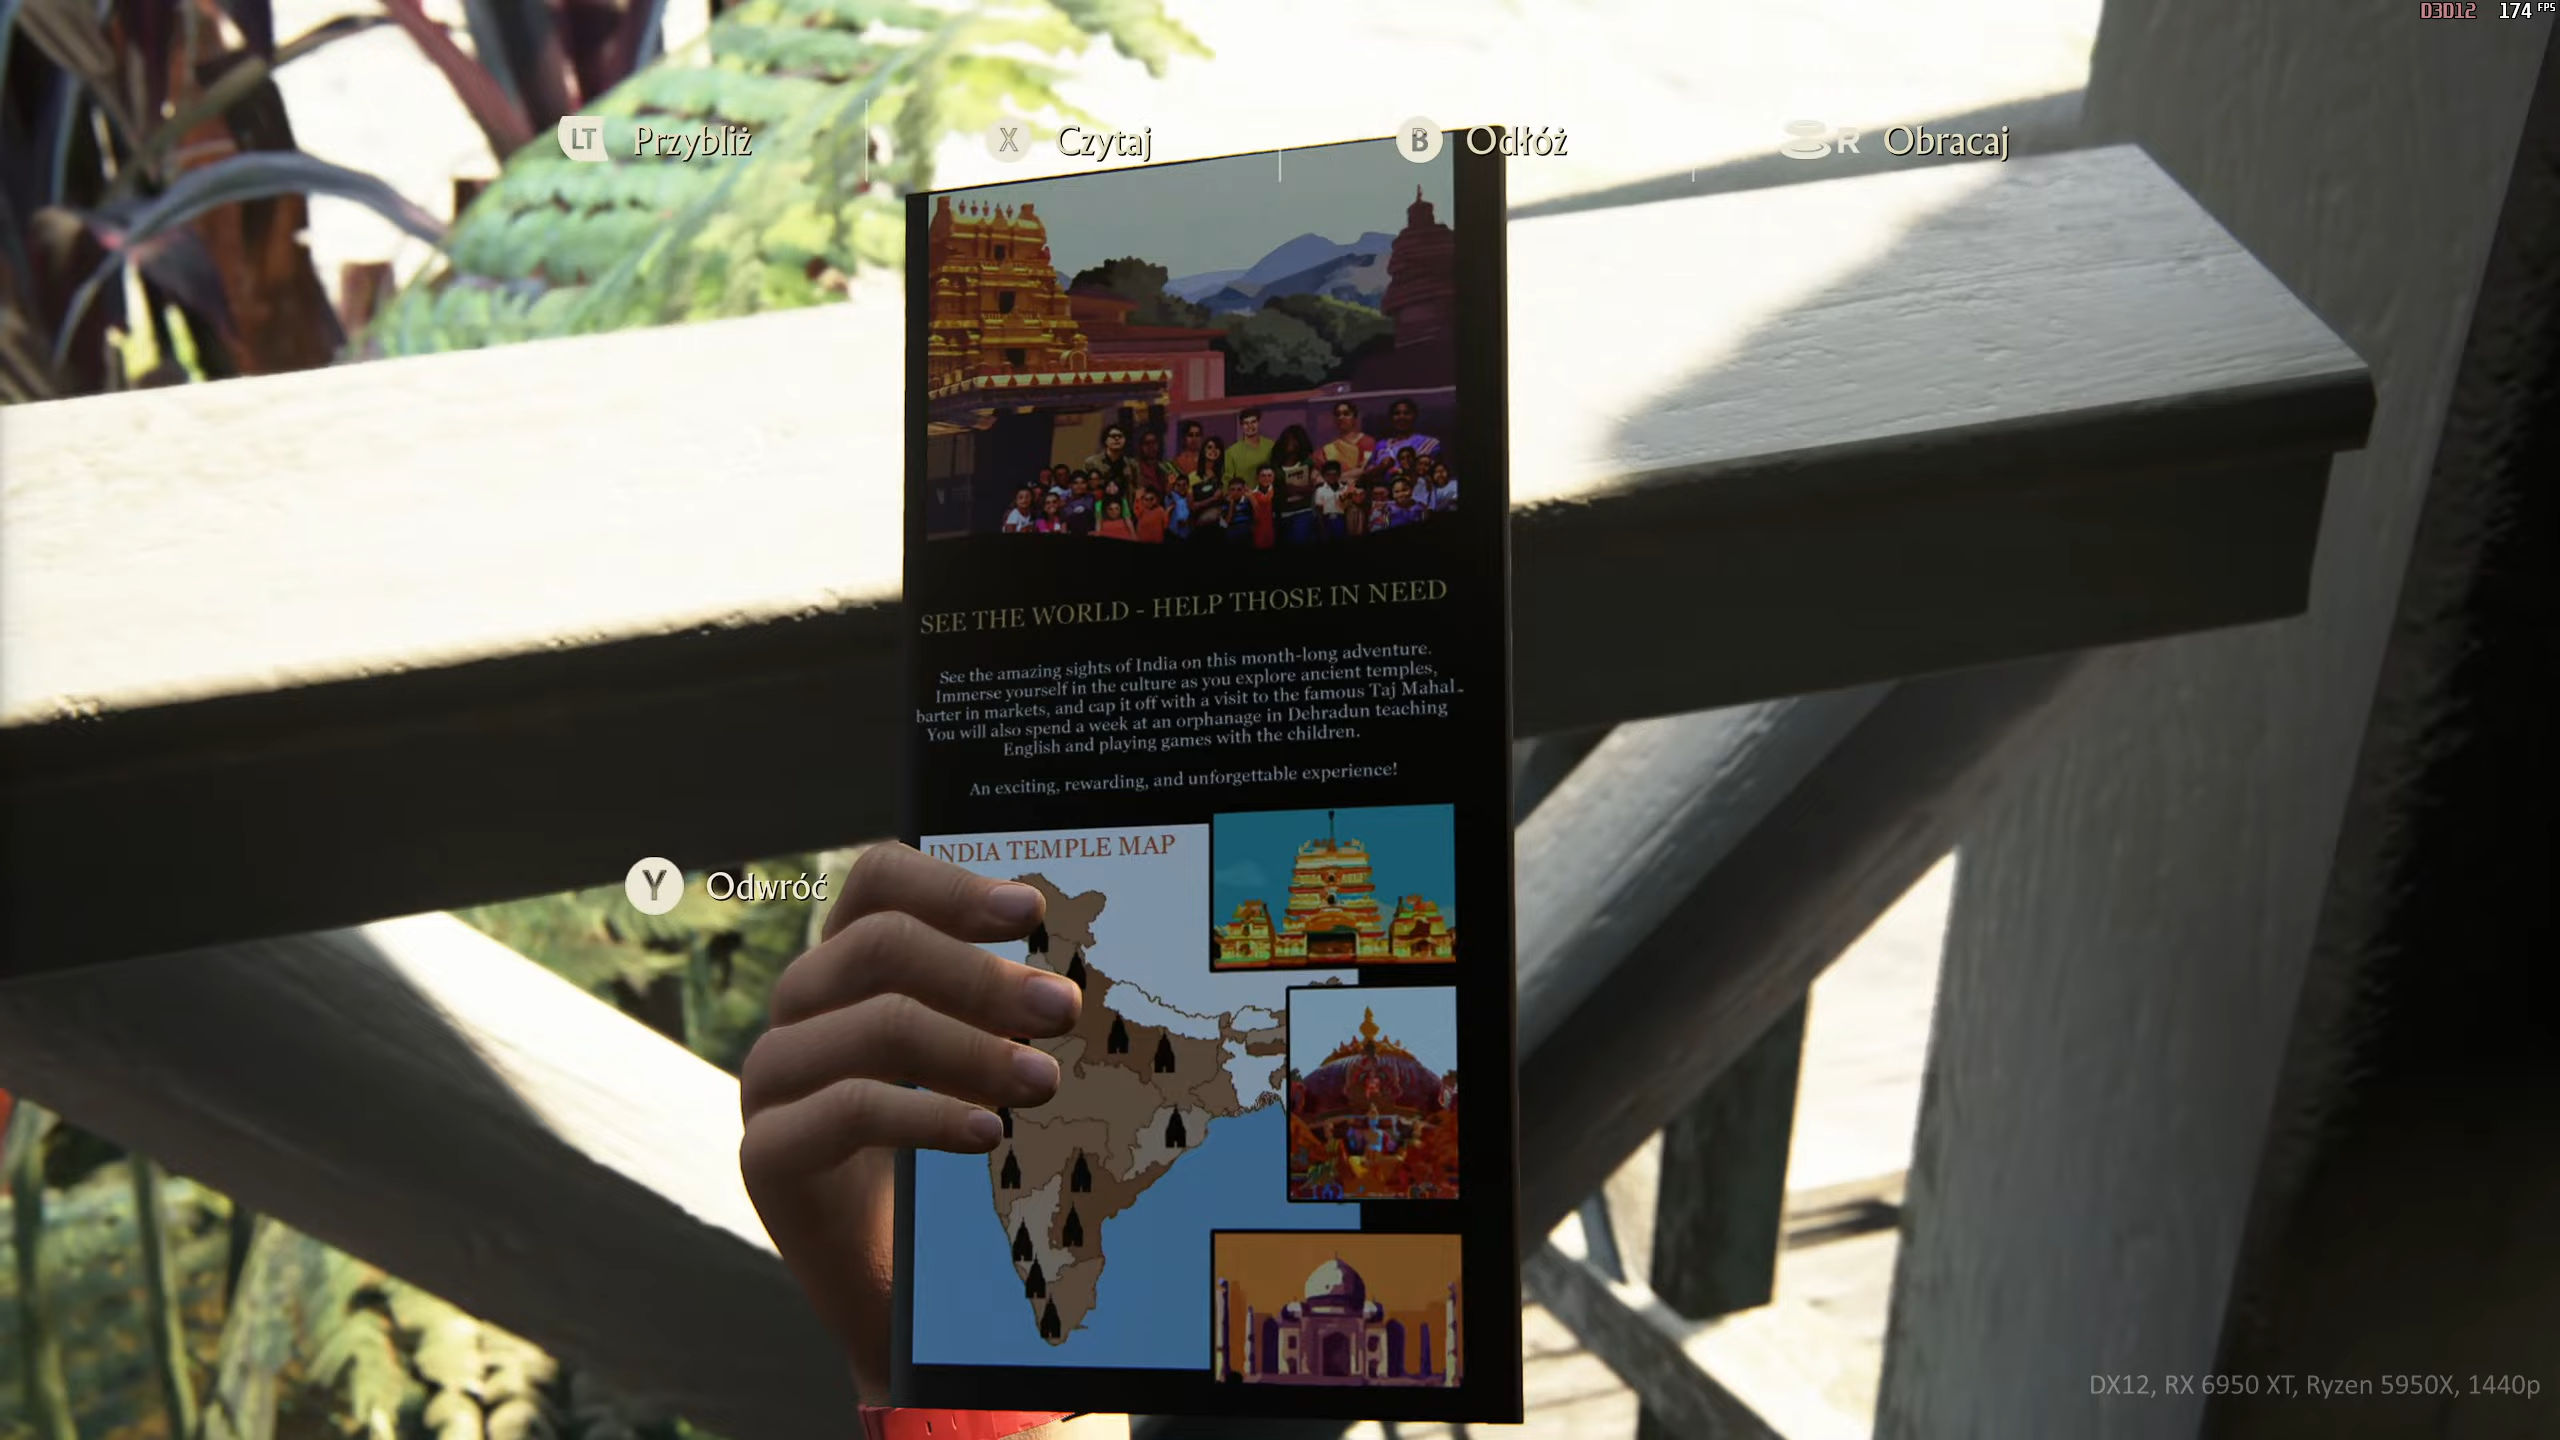 D3D12 174 FPS
LT Przybliż
X Czytaj
B Odłóż
R Obracaj
SEE THE WORLD - HELP THOSE IN NEED
See the amazing sights of India on this month-long adventure.
Immerse yourself in the culture as you explore ancient temples,
barter in markets, and cap it off with a visit to the famous Taj Mahal.
You will also spend a week at an orphanage in Dehradun teaching
English and playing games with the children.
An exciting, rewarding, and unforgettable experience!
INDIA TEMPLE MAP
Y Odwróć
DX12, RX 6950 XT, Ryzen 5950X, 1440p